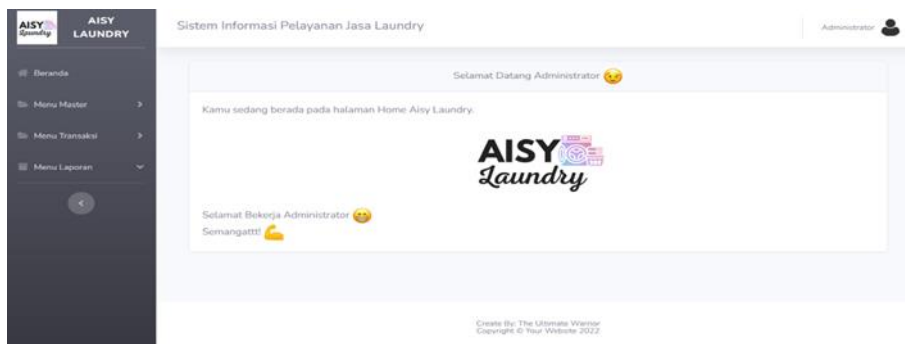 AISY Laundry
AISY LAUNDRY
Sistem Informasi Pelayanan Jasa Laundry
Administrator
Beranda
Menu Master
Menu Transaksi
Menu Laporan
Selamat Datang Administrator
Kamu sedang berada pada halaman Home Aisy Laundry.
AISY
Laundry
Selamat Bekerja Administrator
Semangattt!
Create By: The Ultimate Warrior
Copyright © Your Website 2022